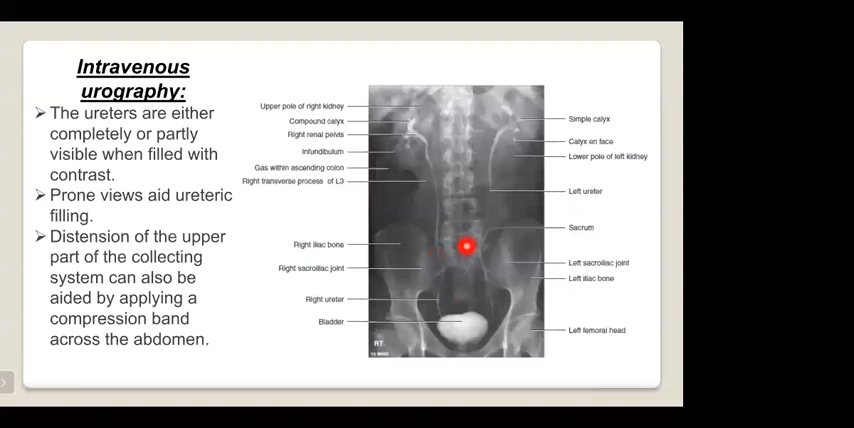 Intravenous
urography:
➢ The ureters are either
completely or partly
visible when filled with
contrast.
➢ Prone views aid ureteric
filling.
➢ Distension of the upper
part of the collecting
system can also be
aided by applying a
compression band
across the abdomen.
Upper pole of right kidney
Compound calyx
Right renal pelvis
Infundibulum
Gas within ascending colon
Right transverse process of L3
Right iliac bone
Right sacroiliac joint
Right ureter
Bladder
Simple calyx
Calyx en face
Lower pole of left kidney
Left ureter
Sacrum
Left sacroiliac joint
Left iliac bone
Left femoral head
RT
15 MINS